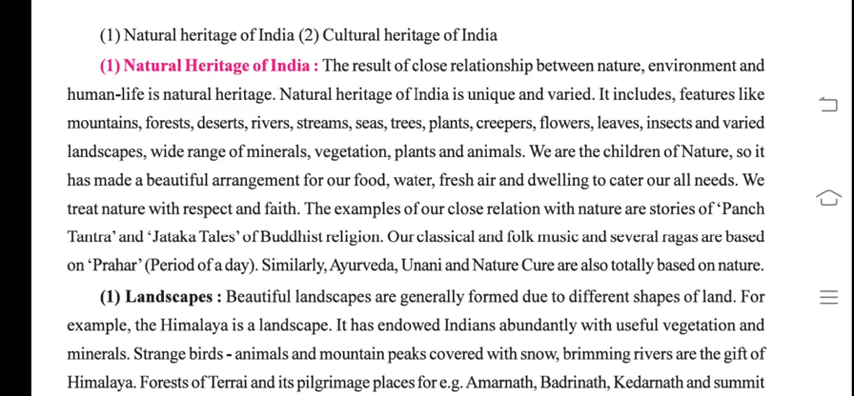 (1) Natural heritage of India (2) Cultural heritage of India
(1) Natural Heritage of India : The result of close relationship between nature, environment and
human-life is natural heritage. Natural heritage of India is unique and varied. It includes, features like
mountains, forests, deserts, rivers, streams, seas, trees, plants, creepers, flowers, leaves, insects and varied
landscapes, wide range of minerals, vegetation, plants and animals. We are the children of Nature, so it
has made a beautiful arrangement for our food, water, fresh air and dwelling to cater our all needs. We
treat nature with respect and faith. The examples of our close relation with nature are stories of ‘Panch
Tantra’ and ‘Jataka Tales’ of Buddhist religion. Our classical and folk music and several ragas are based
on ‘Prahar’ (Period of a day). Similarly, Ayurveda, Unani and Nature Cure are also totally based on nature.
(1) Landscapes : Beautiful landscapes are generally formed due to different shapes of land. For
example, the Himalaya is a landscape. It has endowed Indians abundantly with useful vegetation and
minerals. Strange birds - animals and mountain peaks covered with snow, brimming rivers are the gift of
Himalaya. Forests of Terrai and its pilgrimage places for e.g. Amarnath, Badrinath, Kedarnath and summit